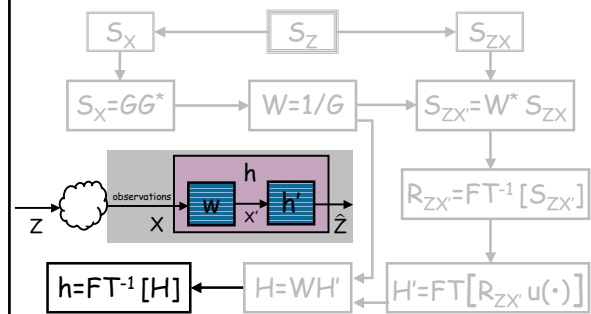 S_X S_Z S_ZX
S_X=GG* W=1/G S_ZX'=W* S_ZX
h
observations w h'
Z X X' Ẑ
R_ZX'=FT⁻¹[S_ZX']
h=FT⁻¹[H] H=WH' H'=FT[R_ZX' u(·)]